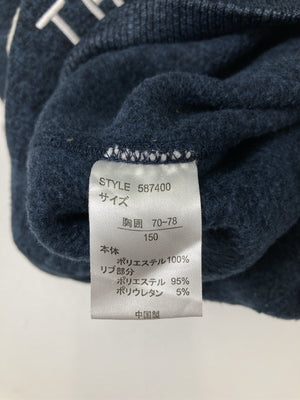 TH
STYLE 587400
サイズ
胸囲 70-78
150
本体
ポリエステル100%
リブ部分
ポリエステル 95%
ポリウレタン 5%
中国製